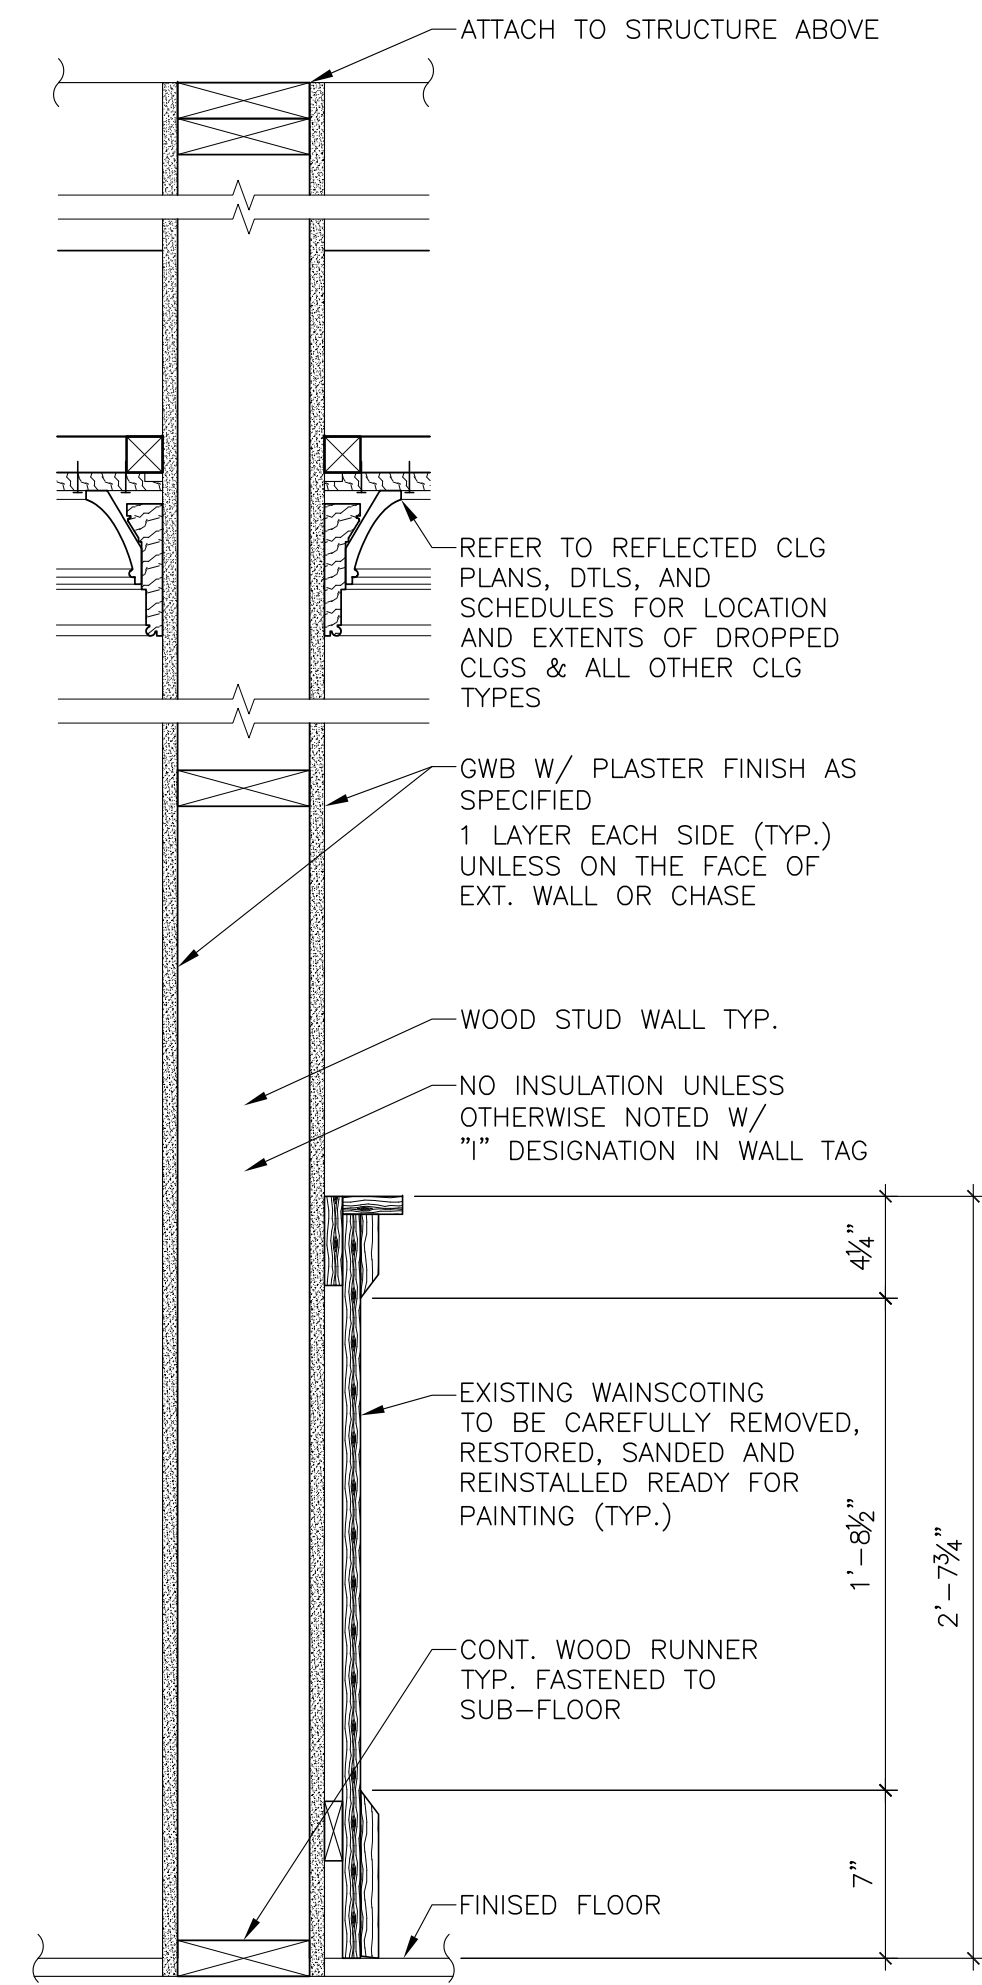 ATTACH TO STRUCTURE ABOVE
REFER TO REFLECTED CLG
PLANS, DTLS, AND
SCHEDULES FOR LOCATION
AND EXTENTS OF DROPPED
CLGS & ALL OTHER CLG
TYPES
GWB W/ PLASTER FINISH AS
SPECIFIED
1 LAYER EACH SIDE (TYP.)
UNLESS ON THE FACE OF
EXT. WALL OR CHASE
WOOD STUD WALL TYP.
NO INSULATION UNLESS
OTHERWISE NOTED W/
"I" DESIGNATION IN WALL TAG
4¼"
EXISTING WAINSCOTING
TO BE CAREFULLY REMOVED,
RESTORED, SANDED AND
REINSTALLED READY FOR
PAINTING (TYP.)
1'-8½"
2'-7¾"
CONT. WOOD RUNNER
TYP. FASTENED TO
SUB-FLOOR
7"
FINISED FLOOR